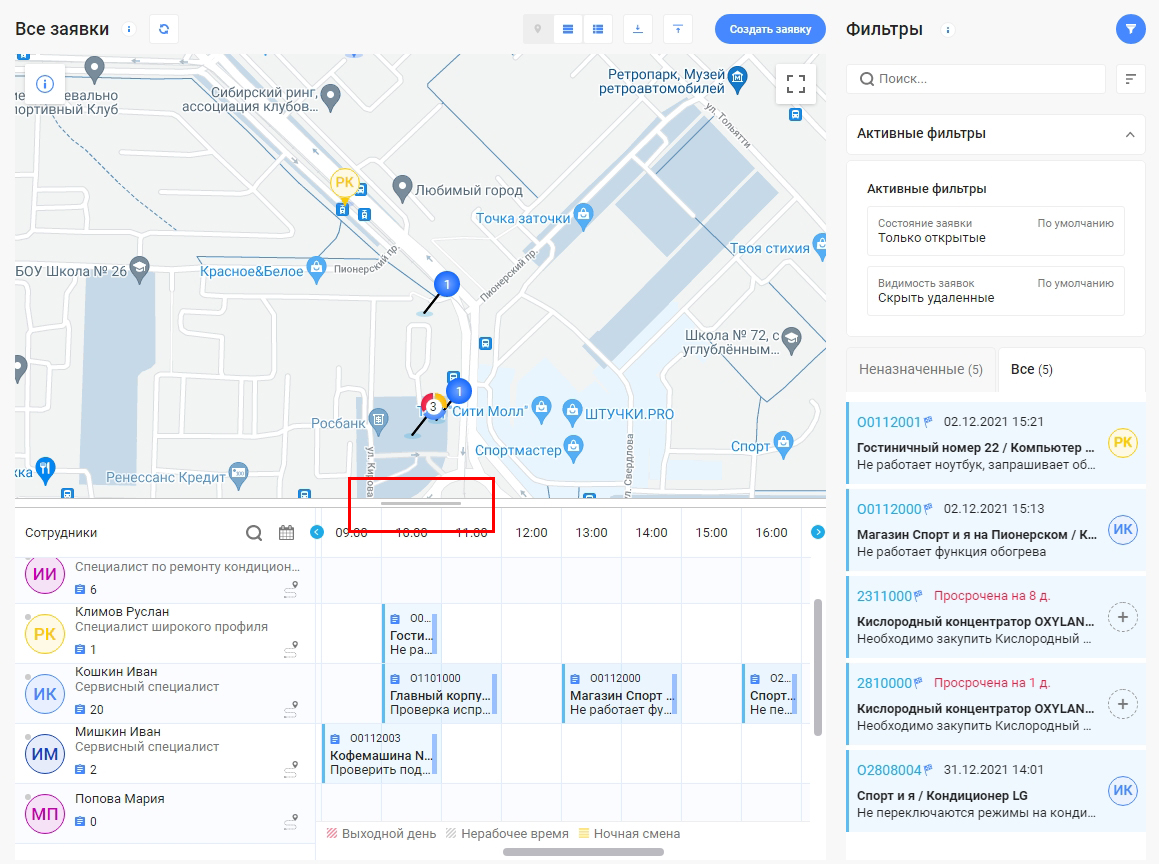 Все заявки
Создать заявку
Фильтры
Поиск...
Активные фильтры
Активные фильтры
Состояние заявки
По умолчанию
Только открытые
Видимость заявок
По умолчанию
Скрыть удаленные
Неназначенные (5)
Все (5)
O0112001 02.12.2021 15:21
Гостиничный номер 22 / Компьютер ...
Не работает ноутбук, запрашивает об...
РК
O0112000 02.12.2021 15:13
Магазин Спорт и я на Пионерском / К...
Не работает функция обогрева
ИК
2311000 Просрочена на 8 д.
Кислородный концентратор OXYLAN...
Необходимо закупить Кислородный ...
2810000 Просрочена на 1 д.
Кислородный концентратор OXYLAN...
Необходимо закупить Кислородный ...
O2808004 31.12.2021 14:01
Спорт и я / Кондиционер LG
Не переключаются режимы на конди...
ИК
ортивный Клуб
Сибирский ринг,
ассоциация клубов...
Ретропарк, Музей
ретроавтомобилей
ул. Тольятти
РК
Любимый город
Точка заточки
Твоя стихия
БОУ Школа № 26
Красное&Белое
Пионерский пр.
Пионерский пр.
1
Школа № 72, с
углублённым...
1
3
"Сити Молл"
ШТУЧКИ.PRO
Росбанк
Спортмастер
Спорт
Ренессанс Кредит
ул. Кирова
ул. Свердлова
Сотрудники
09:00 10:00 11:00 12:00 13:00 14:00 15:00 16:00
ИИ
Специалист по ремонту кондицион...
6
РК
Климов Руслан
Специалист широкого профиля
1
O0...
Гости...
Не ра...
ИК
Кошкин Иван
Сервисный специалист
20
O1101000
Главный корпу...
Проверка испр...
O0112000
Магазин Спорт ...
Не работает фу...
O2...
Спорт...
Не пе...
ИМ
Мишкин Иван
Сервисный специалист
2
O0112003
Кофемашина N...
Проверить под...
МП
Попова Мария
0
Выходной день Нерабочее время Ночная смена